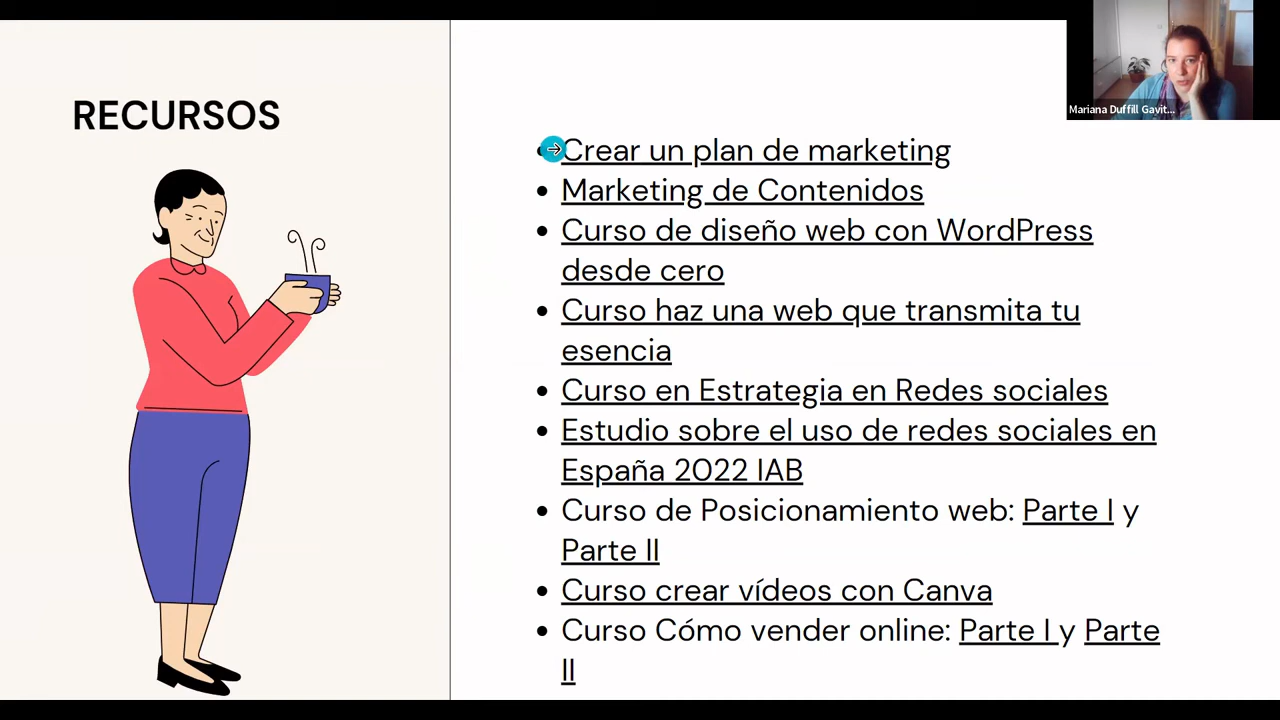 RECURSOS
Mariana Duffill Gavit...
Crear un plan de marketing
Marketing de Contenidos
Curso de diseño web con WordPress
desde cero
Curso haz una web que transmita tu
esencia
Curso en Estrategia en Redes sociales
Estudio sobre el uso de redes sociales en
España 2022 IAB
Curso de Posicionamiento web: Parte I y
Parte II
Curso crear vídeos con Canva
Curso Cómo vender online: Parte I y Parte
II